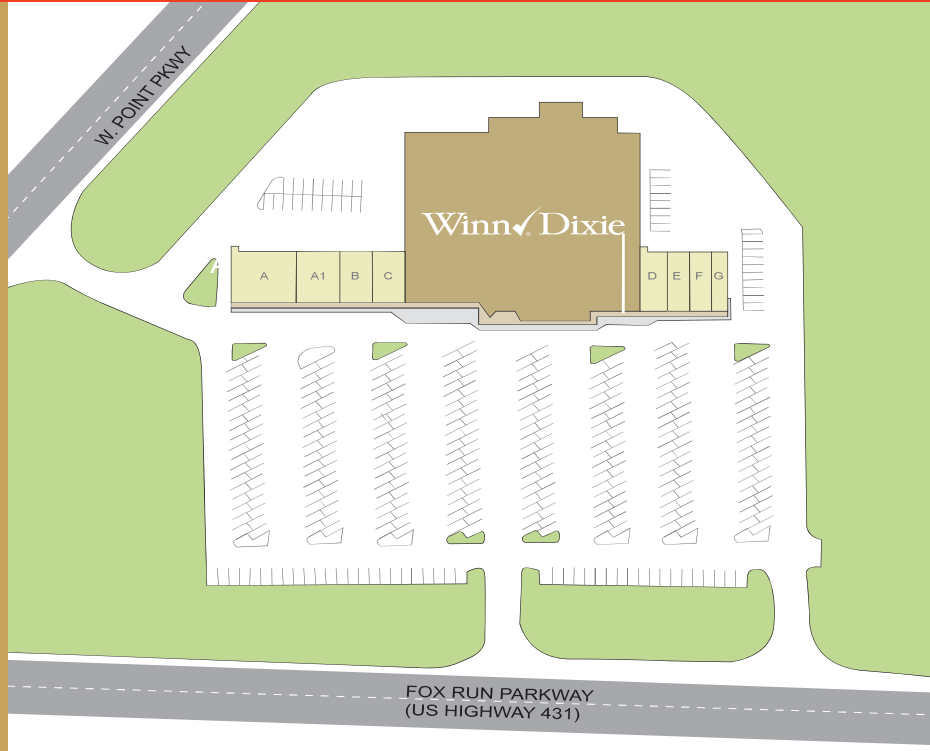 W. POINT PKWY
Winn Dixie
A
A1
B
C
D
E
F
G
FOX RUN PARKWAY
(US HIGHWAY 431)